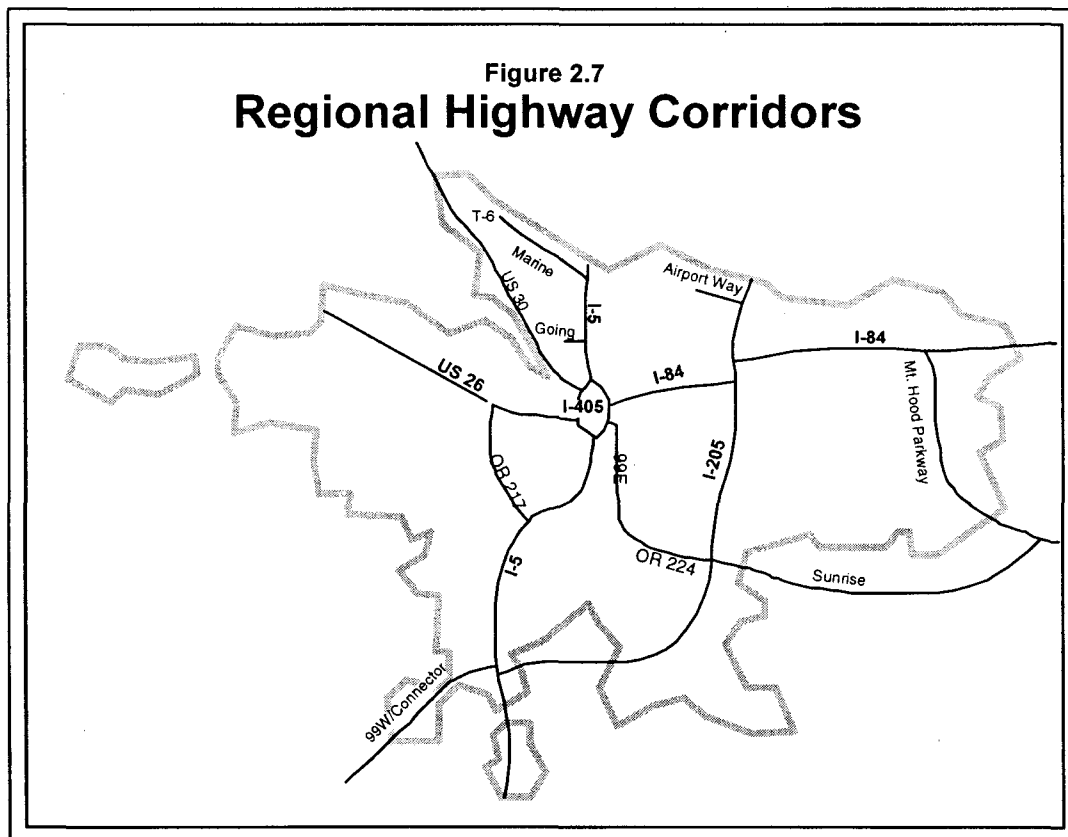 Figure 2.7
Regional Highway Corridors
T-6
Marine
US 30
Going
I-5
Airport Way
I-84
I-84
US 26
I-405
OR 217
99E
I-205
Mt. Hood Parkway
I-5
OR 224
Sunrise
99W/Connector